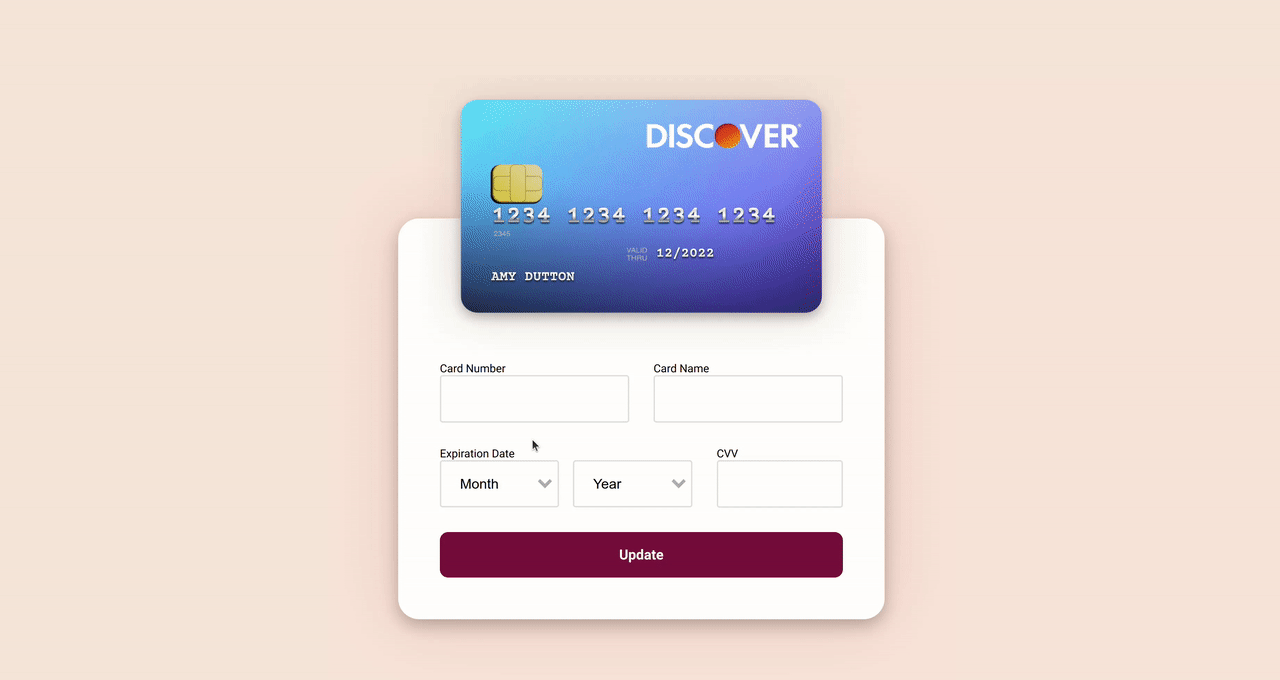 DISCOVER®
1234 1234 1234 1234
2345
VALID THRU 12/2022
AMY DUTTON
Card Number
Card Name
Expiration Date
CVV
Month
Year
Update